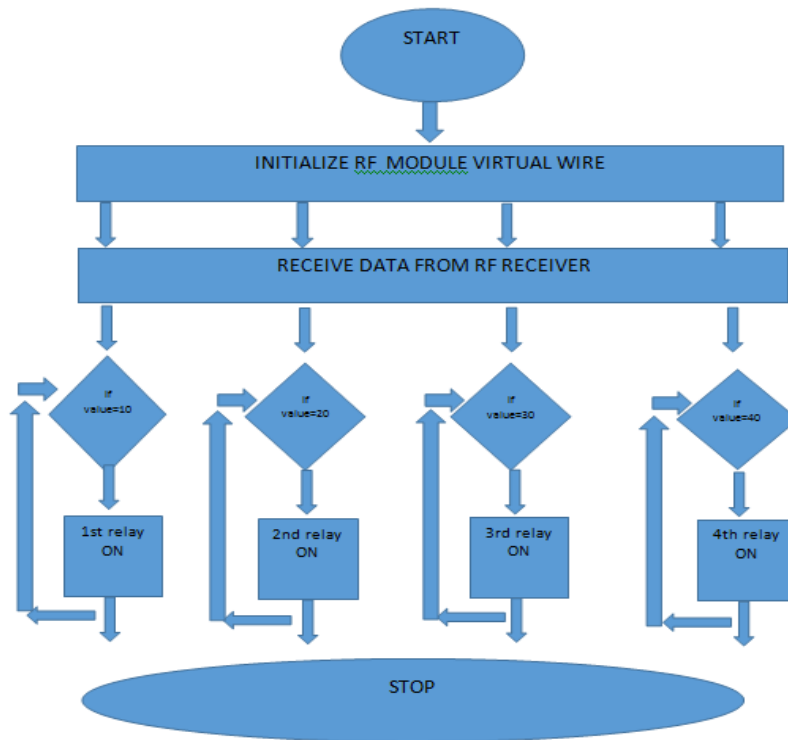 START
INITIALIZE RF MODULE VIRTUAL WIRE
RECEIVE DATA FROM RF RECEIVER
If
value=10
If
value=20
If
value=30
If
value=40
1st relay
ON
2nd relay
ON
3rd relay
ON
4th relay
ON
STOP